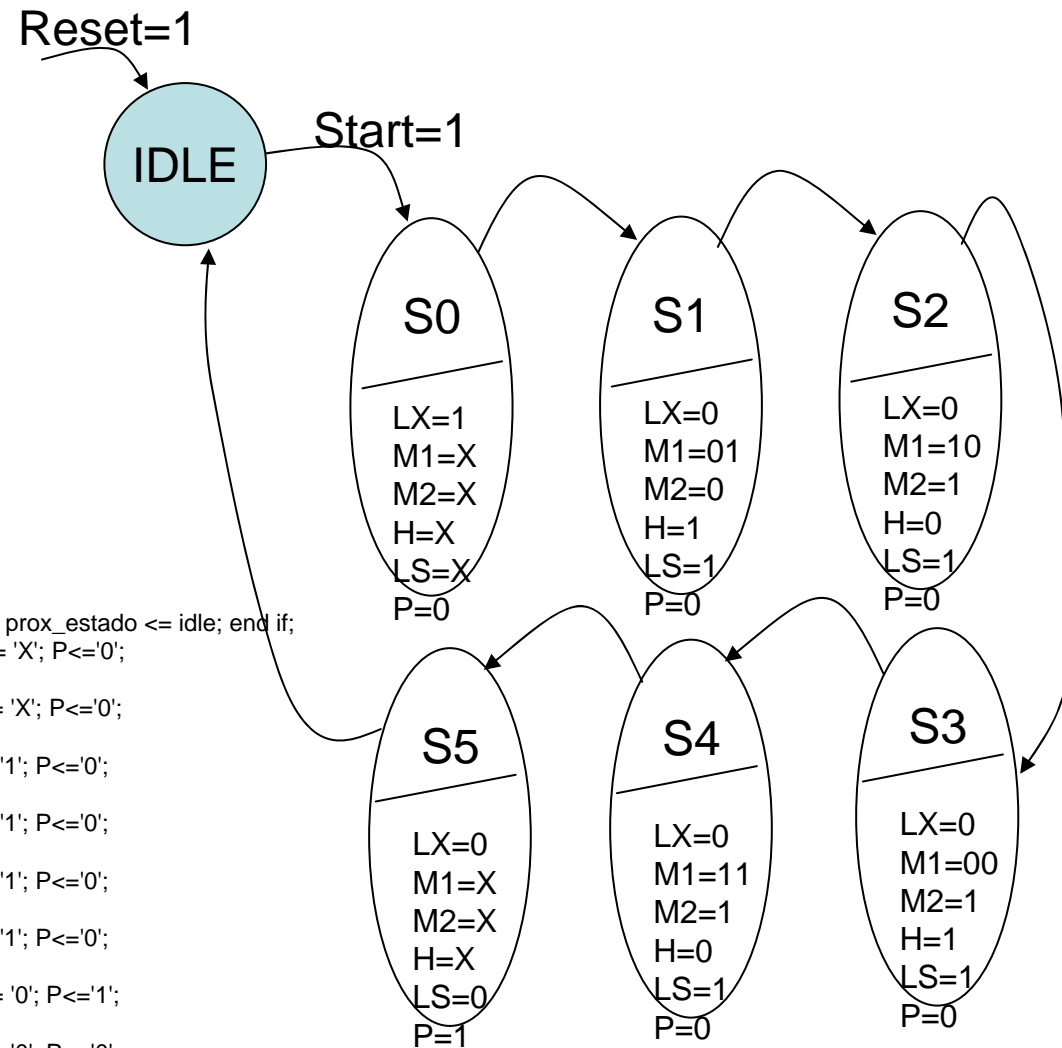 Reset=1
Start=1
IDLE
S0
LX=1
M1=X
M2=X
H=X
LS=X
P=0
S1
LX=0
M1=01
M2=0
H=1
LS=1
P=0
S2
LX=0
M1=10
M2=1
H=0
LS=1
P=0
prox_estado <= idle; end if;
= 'X'; P<='0';
= 'X'; P<='0';
'1'; P<='0';
'1'; P<='0';
'1'; P<='0';
'1'; P<='0';
= '0'; P<='1';
S5
LX=0
M1=X
M2=X
H=X
LS=0
P=1
S4
LX=0
M1=11
M2=1
H=0
LS=1
P=0
S3
LX=0
M1=00
M2=1
H=1
LS=1
P=0